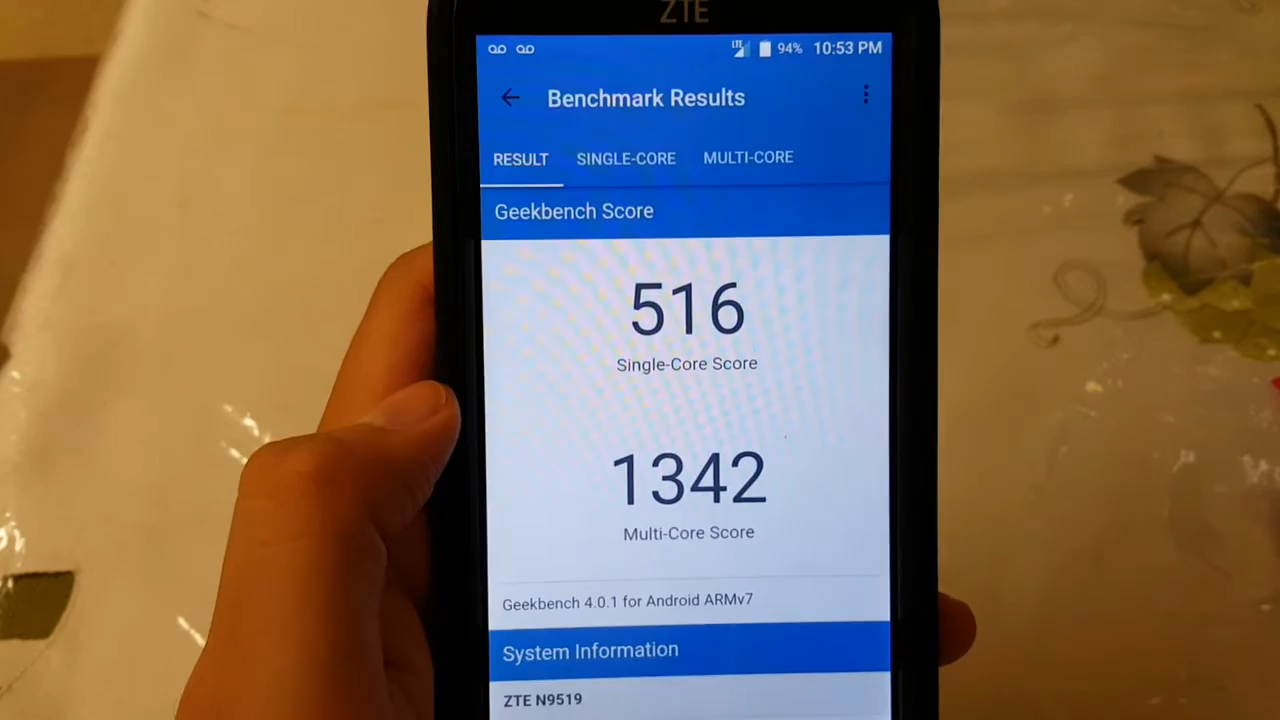 ZTE
LTE 94% 10:53 PM
Benchmark Results
RESULT SINGLE-CORE MULTI-CORE
Geekbench Score
516
Single-Core Score
1342
Multi-Core Score
Geekbench 4.0.1 for Android ARMv7
System Information
ZTE N9519